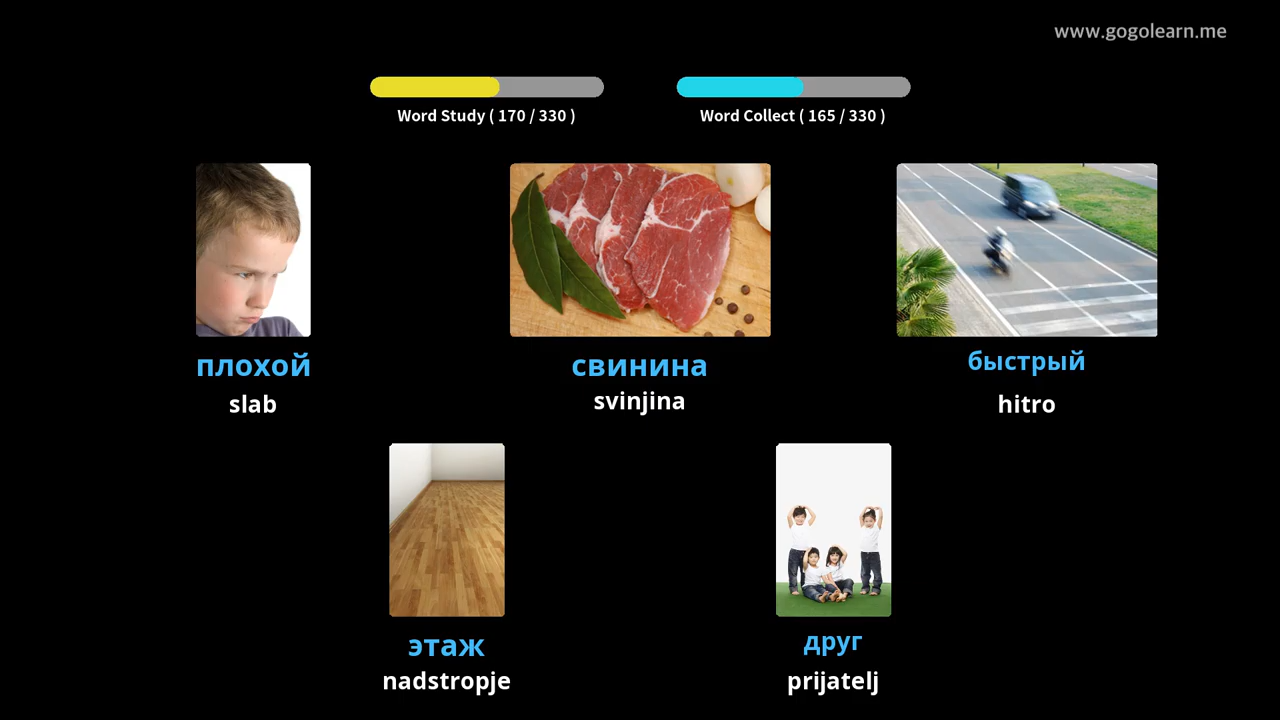 www.gogolearn.me
Word Study ( 170 / 330 )
Word Collect ( 165 / 330 )
плохой
slab
свинина
svinjina
быстрый
hitro
этаж
nadstropje
друг
prijatelj